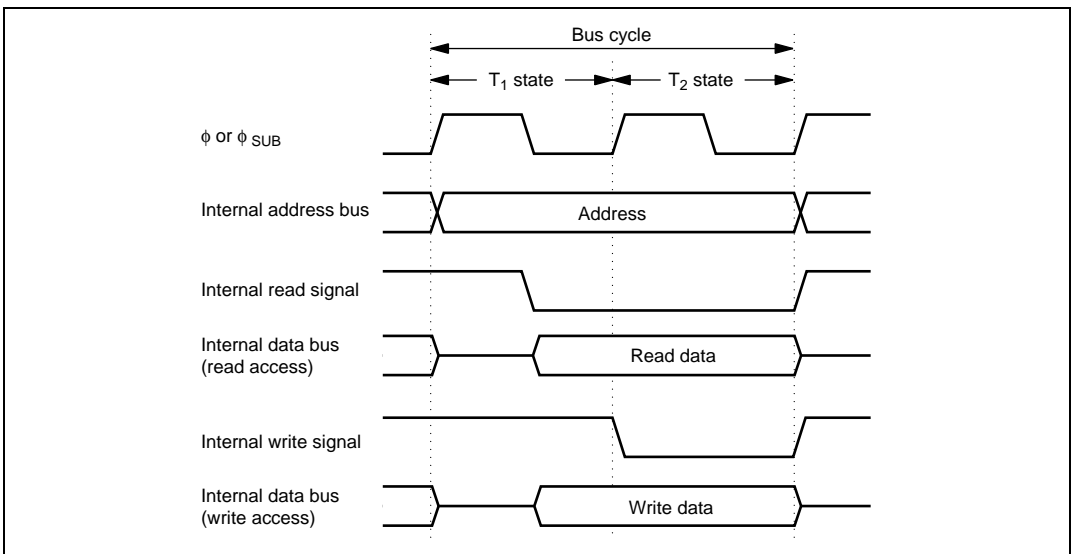 Bus cycle
T₁ state
T₂ state
ϕ or ϕ SUB
Internal address bus
Address
Internal read signal
Internal data bus
(read access)
Read data
Internal write signal
Internal data bus
(write access)
Write data